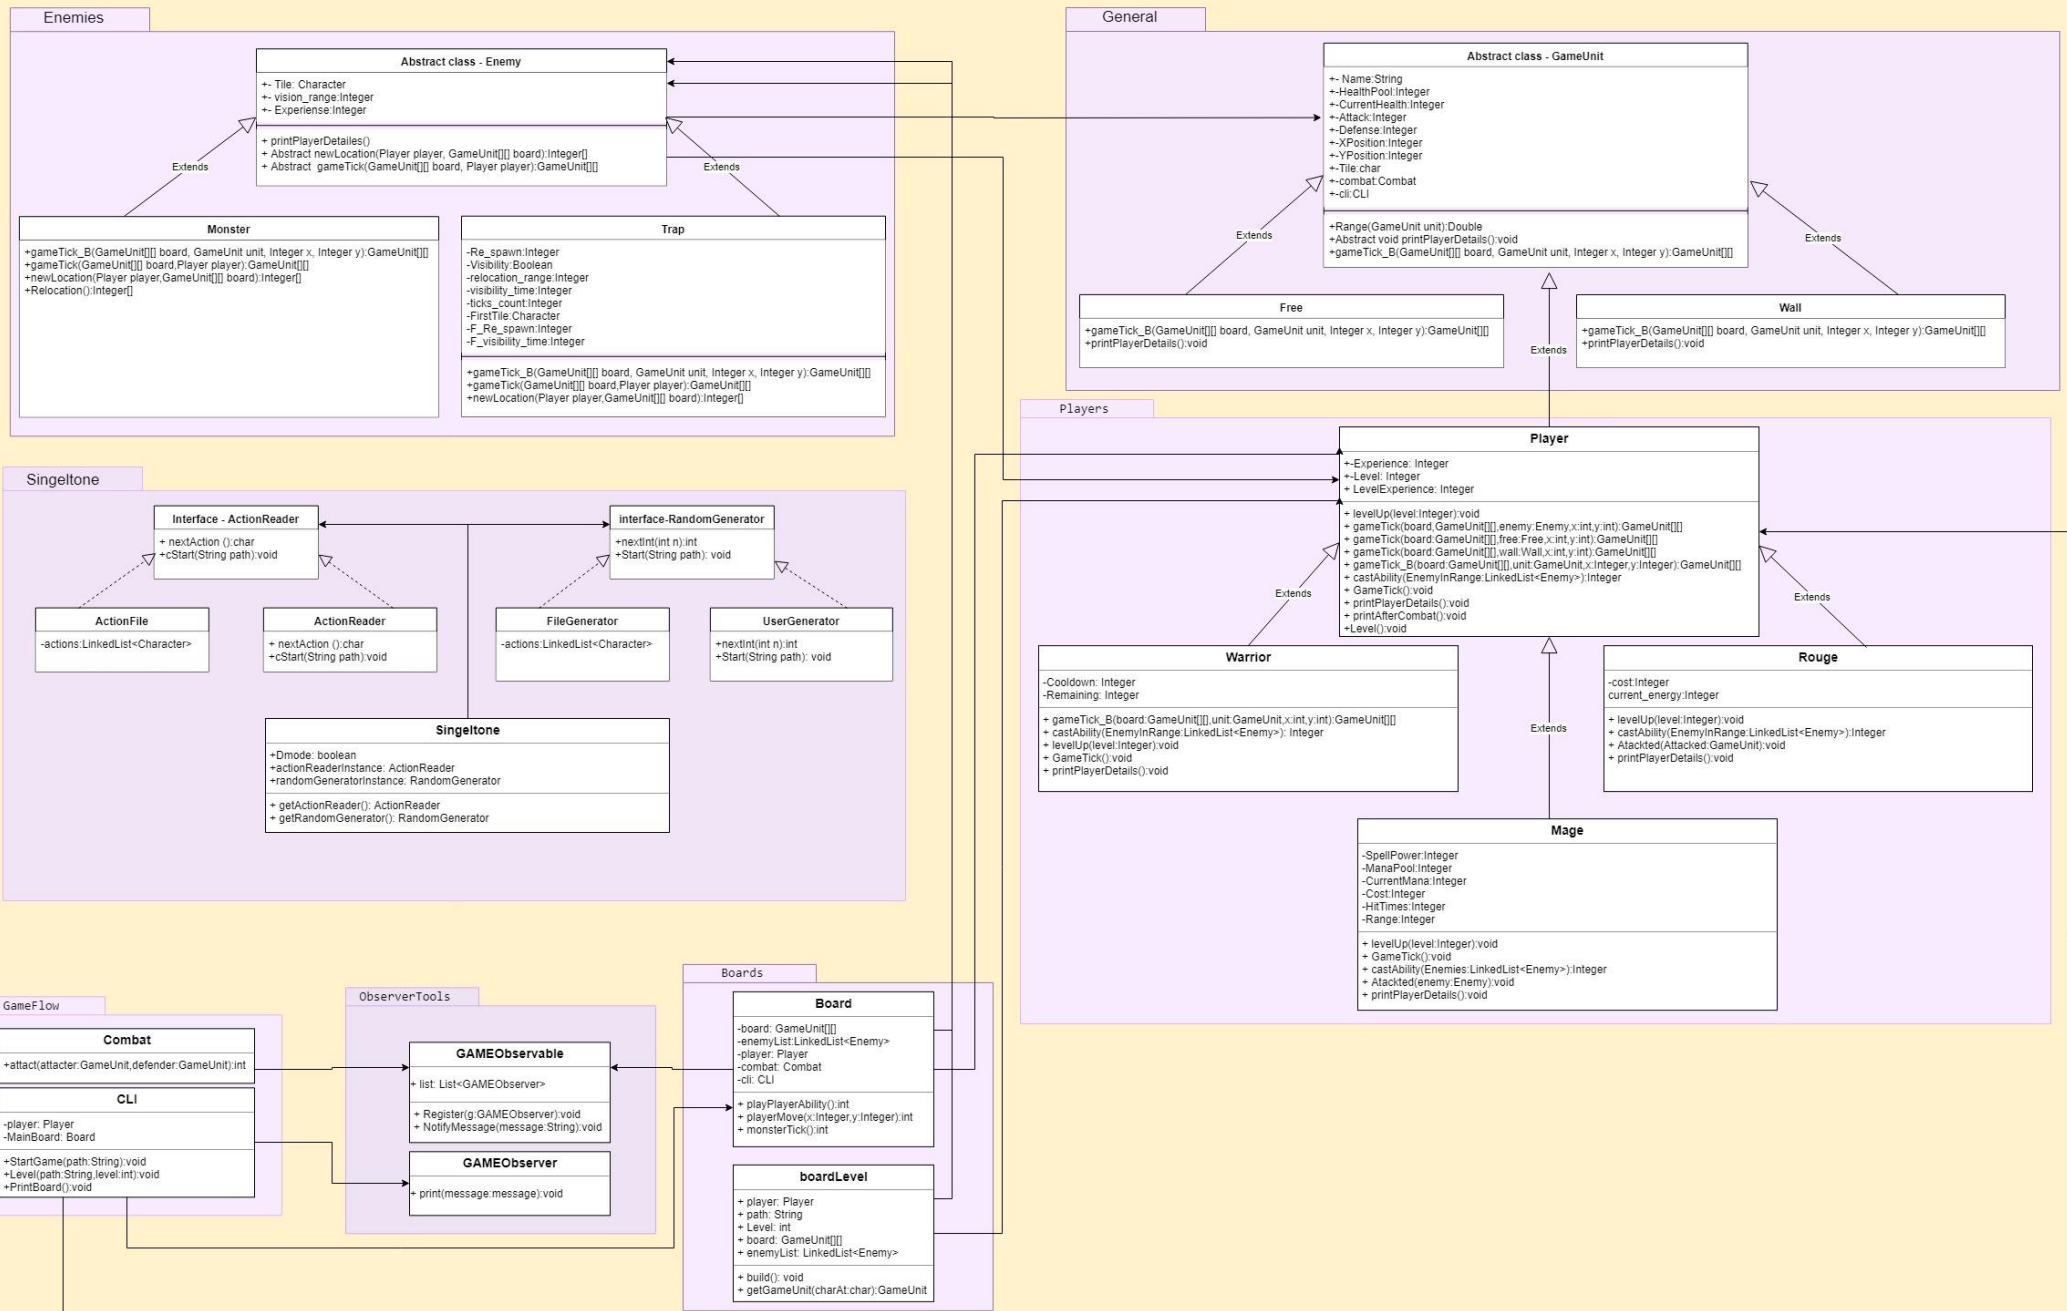 Enemies
Abstract class - Enemy
+- Tile: Character
+- vision_range:Integer
+- Experiense:Integer
+ printPlayerDetailes()
+ Abstract newLocation(Player player, GameUnit[][] board):Integer[]
+ Abstract  gameTick(GameUnit[][] board, Player player):GameUnit[][]
Extends
Extends
Monster
+gameTick_B(GameUnit[][] board, GameUnit unit, Integer x, Integer y):GameUnit[][]
+gameTick(GameUnit[][] board,Player player):GameUnit[][]
+newLocation(Player player,GameUnit[][] board):Integer[]
+Relocation():Integer[]
Trap
-Re_spawn:Integer
-Visibility:Boolean
-relocation_range:Integer
-visibility_time:Integer
-ticks_count:Integer
-FirstTile:Character
-F_Re_spawn:Integer
-F_visibility_time:Integer
+gameTick_B(GameUnit[][] board, GameUnit unit, Integer x, Integer y):GameUnit[][]
+gameTick(GameUnit[][] board,Player player):GameUnit[][]
+newLocation(Player player,GameUnit[][] board):Integer[]
General
Abstract class - GameUnit
+- Name:String
+-HealthPool:Integer
+-CurrentHealth:Integer
+-Attack:Integer
+-Defense:Integer
+-XPosition:Integer
+-YPosition:Integer
+-Tile:char
+-combat:Combat
+-cli:CLI
+Range(GameUnit unit):Double
+Abstract void printPlayerDetails():void
+gameTick_B(GameUnit[][] board, GameUnit unit, Integer x, Integer y):GameUnit[][]
Extends
Extends
Free
+gameTick_B(GameUnit[][] board, GameUnit unit, Integer x, Integer y):GameUnit[][]
+printPlayerDetails():void
Wall
+gameTick_B(GameUnit[][] board, GameUnit unit, Integer x, Integer y):GameUnit[][]
+printPlayerDetails():void
Extends
Players
Player
+-Experience: Integer
+-Level: Integer
+ LevelExperience: Integer
+ levelUp(level:Integer):void
+ gameTick(board,GameUnit[][],enemy:Enemy,x:int,y:int):GameUnit[][]
+ gameTick(board:GameUnit[][],free:Free,x:int,y:int):GameUnit[][]
+ gameTick(board:GameUnit[][],wall:Wall,x:int,y:int):GameUnit[][]
+ gameTick_B(board:GameUnit[][],unit:GameUnit,x:Integer,y:Integer):GameUnit[][]
+ castAbility(EnemyInRange:LinkedList<Enemy>):Integer
+ GameTick():void
+ printPlayerDetails():void
+ printAfterCombat():void
+Level():void
Extends
Extends
Warrior
-Cooldown: Integer
-Remaining: Integer
+ gameTick_B(board:GameUnit[][],unit:GameUnit,x:int,y:int):GameUnit[][]
+ castAbility(EnemyInRange:LinkedList<Enemy>): Integer
+ levelUp(level:Integer):void
+ GameTick():void
+ printPlayerDetails():void
Rouge
-cost:Integer
current_energy:Integer
+ levelUp(level:Integer):void
+ castAbility(EnemyInRange:LinkedList<Enemy>):Integer
+ Atackted(Attacked:GameUnit):void
+ printPlayerDetails():void
Extends
Mage
-SpellPower:Integer
-ManaPool:Integer
-CurrentMana:Integer
-Cost:Integer
-HitTimes:Integer
-Range:Integer
+ levelUp(level:Integer):void
+ GameTick():void
+ castAbility(Enemies:LinkedList<Enemy>):Integer
+ Atackted(enemy:Enemy):void
+ printPlayerDetails():void
Singeltone
Interface - ActionReader
+ nextAction ():char
+cStart(String path):void
interface-RandomGenerator
+nextInt(int n):int
+Start(String path): void
ActionFile
-actions:LinkedList<Character>
ActionReader
+ nextAction ():char
+cStart(String path):void
FileGenerator
-actions:LinkedList<Character>
UserGenerator
+nextInt(int n):int
+Start(String path): void
Singeltone
+Dmode: boolean
+actionReaderInstance: ActionReader
+randomGeneratorInstance: RandomGenerator
+ getActionReader(): ActionReader
+ getRandomGenerator(): RandomGenerator
GameFlow
Combat
+attact(attacter:GameUnit,defender:GameUnit):int
CLI
-player: Player
-MainBoard: Board
+StartGame(path:String):void
+Level(path:String,level:int):void
+PrintBoard():void
ObserverTools
GAMEObservable
+ list: List<GAMEObserver>
+ Register(g:GAMEObserver):void
+ NotifyMessage(message:String):void
GAMEObserver
+ print(message:message):void
Boards
Board
-board: GameUnit[][]
-enemyList:LinkedList<Enemy>
-player: Player
-combat: Combat
-cli: CLI
+ playPlayerAbility():int
+ playerMove(x:Integer,y:Integer):int
+ monsterTick():int
boardLevel
+ player: Player
+ path: String
+ Level: int
+ board: GameUnit[][]
+ enemyList: LinkedList<Enemy>
+ build(): void
+ getGameUnit(charAt:char):GameUnit